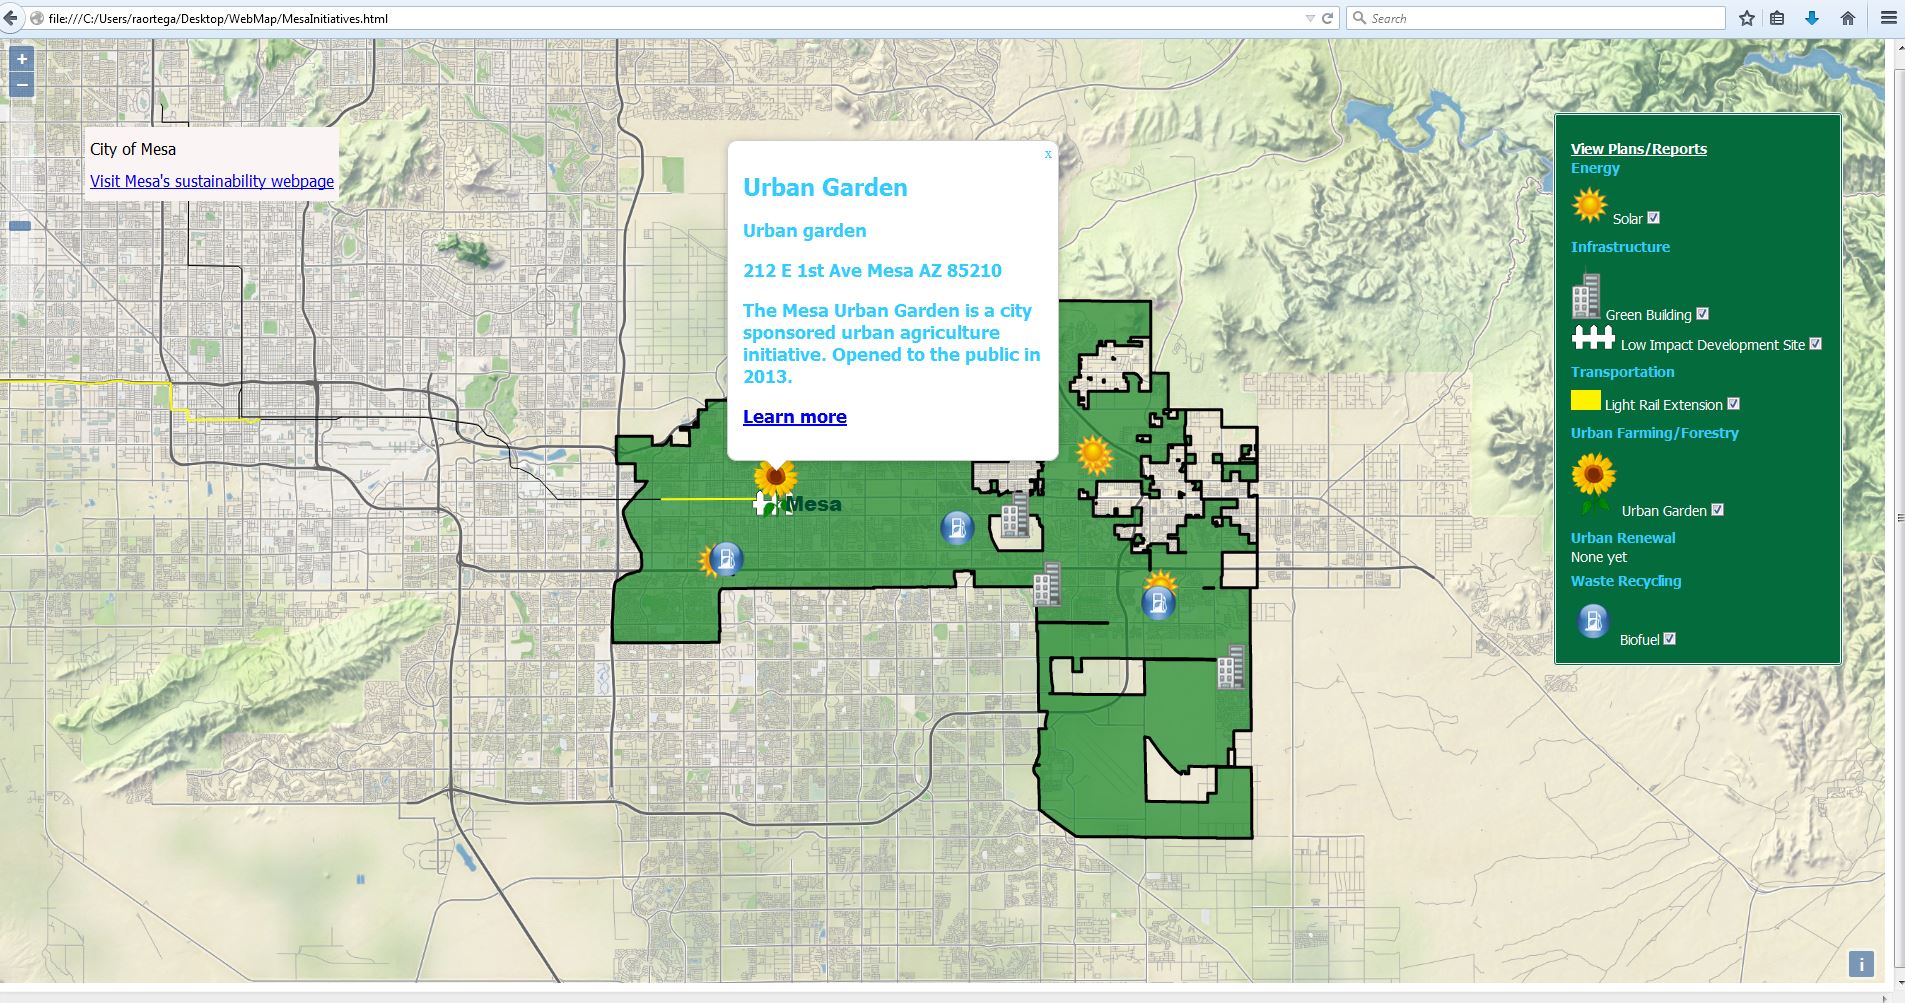 file:///C:/Users/raortega/Desktop/WebMap/MesaInitiatives.html
Search
+
−
City of Mesa
Visit Mesa's sustainability webpage
x
Urban Garden
Urban garden
212 E 1st Ave Mesa AZ 85210
The Mesa Urban Garden is a city
sponsored urban agriculture
initiative. Opened to the public in
2013.
Learn more
Mesa
View Plans/Reports
Energy
Solar
Infrastructure
Green Building
Low Impact Development Site
Transportation
Light Rail Extension
Urban Farming/Forestry
Urban Garden
Urban Renewal
None yet
Waste Recycling
Biofuel
i